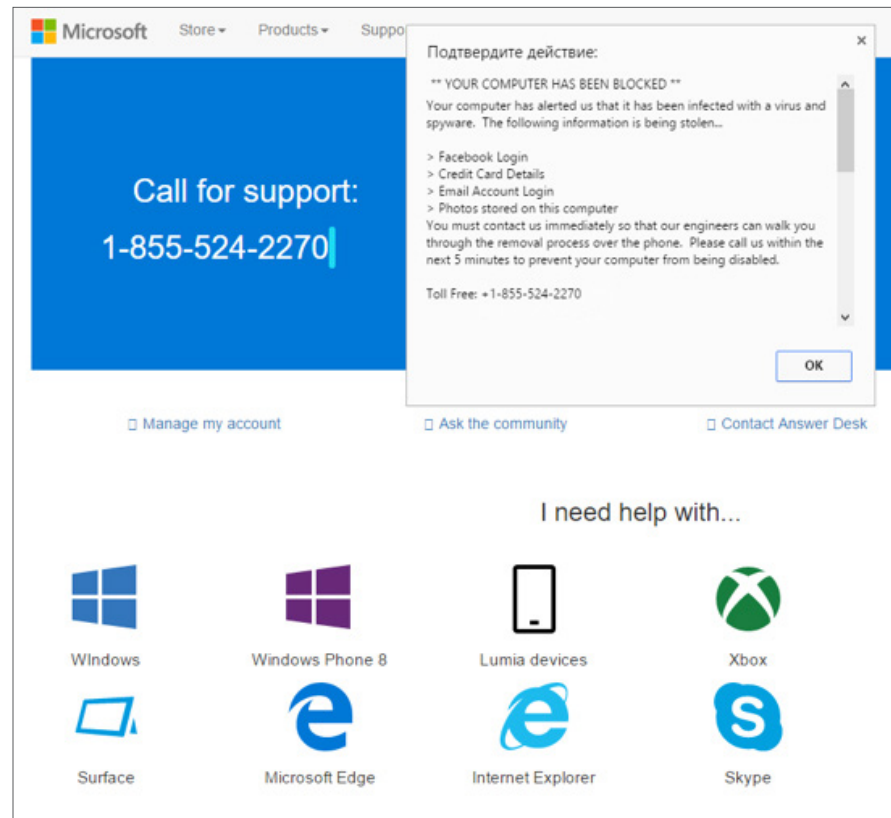 Microsoft
Store
Products
Suppo
Подтвердите действие:
** YOUR COMPUTER HAS BEEN BLOCKED **
Your computer has alerted us that it has been infected with a virus and
spyware. The following information is being stolen...
> Facebook Login
> Credit Card Details
> Email Account Login
> Photos stored on this computer
You must contact us immediately so that our engineers can walk you
through the removal process over the phone. Please call us within the
next 5 minutes to prevent your computer from being disabled.
Toll Free: +1-855-524-2270
OK
Call for support:
1-855-524-2270
Manage my account
Ask the community
Contact Answer Desk
I need help with...
WIndows
Windows Phone 8
Lumia devices
Xbox
Surface
Microsoft Edge
Internet Explorer
Skype